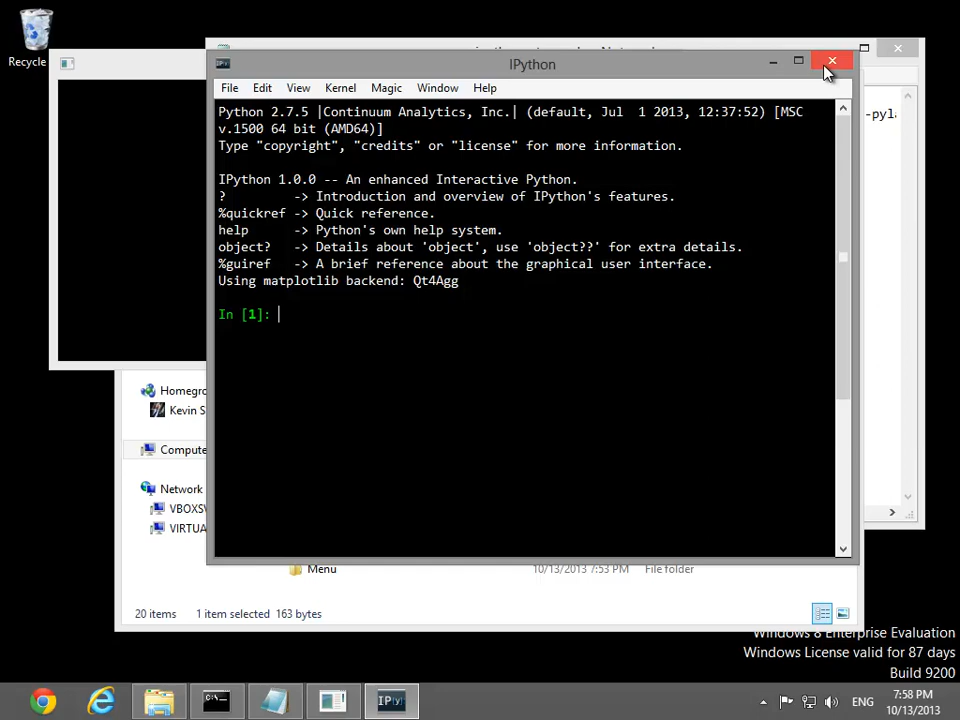 Recycle
IPython
File Edit View Kernel Magic Window Help
Python 2.7.5 |Continuum Analytics, Inc.| (default, Jul  1 2013, 12:37:52) [MSC
v.1500 64 bit (AMD64)]
Type "copyright", "credits" or "license" for more information.
IPython 1.0.0 -- An enhanced Interactive Python.
?         -> Introduction and overview of IPython's features.
%quickref -> Quick reference.
help      -> Python's own help system.
object?   -> Details about 'object', use 'object??' for extra details.
%guiref   -> A brief reference about the graphical user interface.
Using matplotlib backend: Qt4Agg
In [1]:
-pyl
Homegro
Kevin S
Compute
Network
VBOXSV
VIRTUA
Menu 10/13/2013 7:53 PM File folder
20 items 1 item selected 163 bytes
Windows 8 Enterprise Evaluation
Windows License valid for 87 days
Build 9200
ENG
7:58 PM
10/13/2013